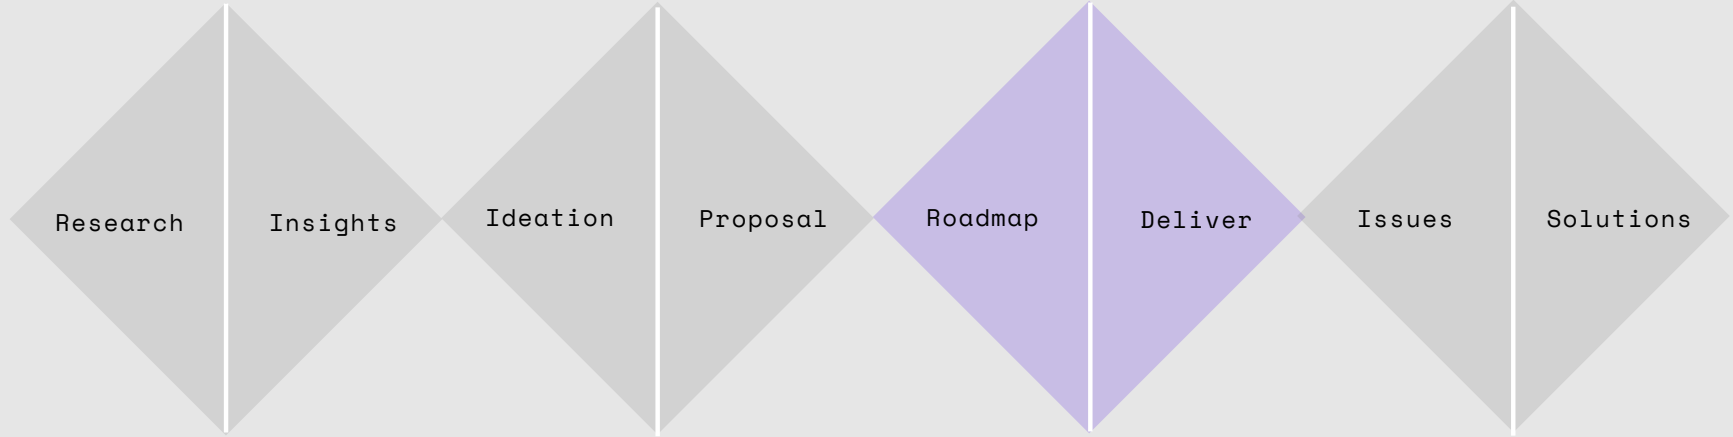 Research
Insights
Ideation
Proposal
Roadmap
Deliver
Issues
Solutions